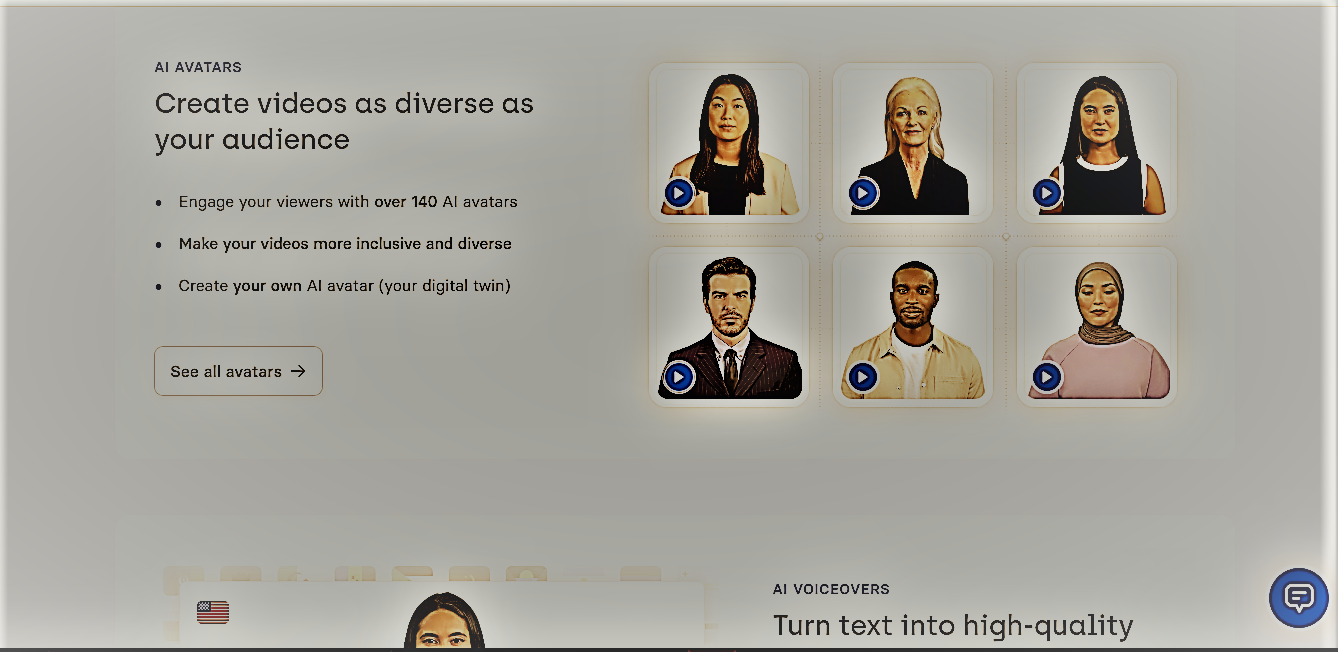 AI AVATARS
Create videos as diverse as
your audience
Engage your viewers with over 140 AI avatars
Make your videos more inclusive and diverse
Create your own AI avatar (your digital twin)
See all avatars →
AI VOICEOVERS
Turn text into high-quality